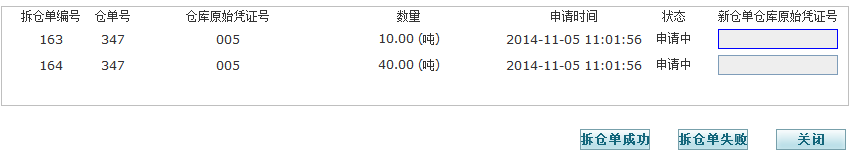 拆仓单编号 仓单号 仓库原始凭证号 数量 申请时间 状态 新仓单仓库原始凭证号
163 347 005 10.00 (吨) 2014-11-05 11:01:56 申请中
164 347 005 40.00 (吨) 2014-11-05 11:01:56 申请中
拆仓单成功 拆仓单失败 关闭